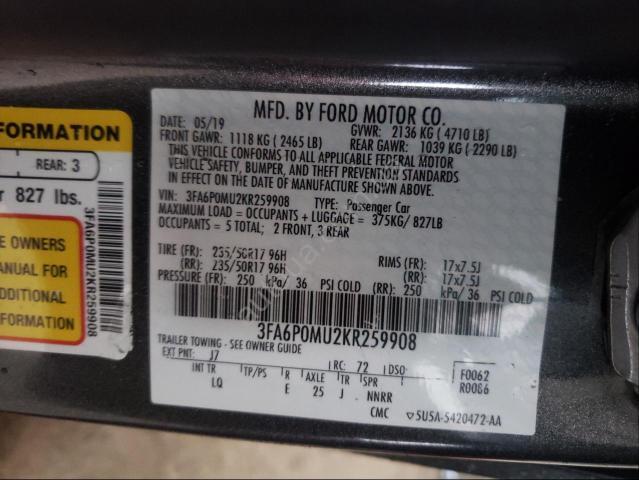 FORMATION
REAR: 3
827 lbs.
E OWNERS
ANUAL FOR
ADDITIONAL
FORMATION
3FA6P0MU2KR259908
MFD. BY FORD MOTOR CO.
DATE: 05/19
GVWR: 2136 KG ( 4710 LB)
FRONT GAWR: 1118 KG ( 2465 LB)
REAR GAWR: 1039 KG ( 2290 LB)
THIS VEHICLE CONFORMS TO ALL APPLICABLE FEDERAL MOTOR
VEHICLE SAFETY, BUMPER, AND THEFT PREVENTION STANDARDS
IN EFFECT ON THE DATE OF MANUFACTURE SHOWN ABOVE.
VIN: 3FA6P0MU2KR259908
TYPE: Passenger Car
MAXIMUM LOAD = OCCUPANTS + LUGGAGE = 375KG/ 827LB
OCCUPANTS = 5 TOTAL; 2 FRONT, 3 REAR
TIRE (FR): 235/50R17 96H
RIMS (FR): 17x7.5J
(RR): 235/50R17 96H
(RR): 17x7.5J
PRESSURE (FR): 250 kPa/ 36 PSI COLD (RR): 250 kPa/ 36 PSI COLD
3FA6P0MU2KR259908
TRAILER TOWING - SEE OWNER GUIDE
EXT PNT: J7 RC: 72 DSO:
F0062
R0086
INT TR TP/PS R AXLE TR SPR
LQ E 25 J NNRR
CMC 5U5A-5420472-AA